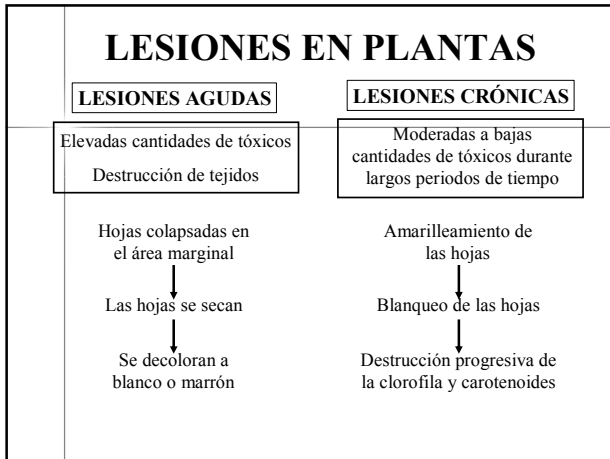 LESIONES EN PLANTAS
LESIONES AGUDAS
Elevadas cantidades de tóxicos
Destrucción de tejidos
Hojas colapsadas en
el área marginal
Las hojas se secan
Se decoloran a
blanco o marrón
LESIONES CRÓNICAS
Moderadas a bajas
cantidades de tóxicos durante
largos periodos de tiempo
Amarilleamiento de
las hojas
Blanqueo de las hojas
Destrucción progresiva de
la clorofila y carotenoides